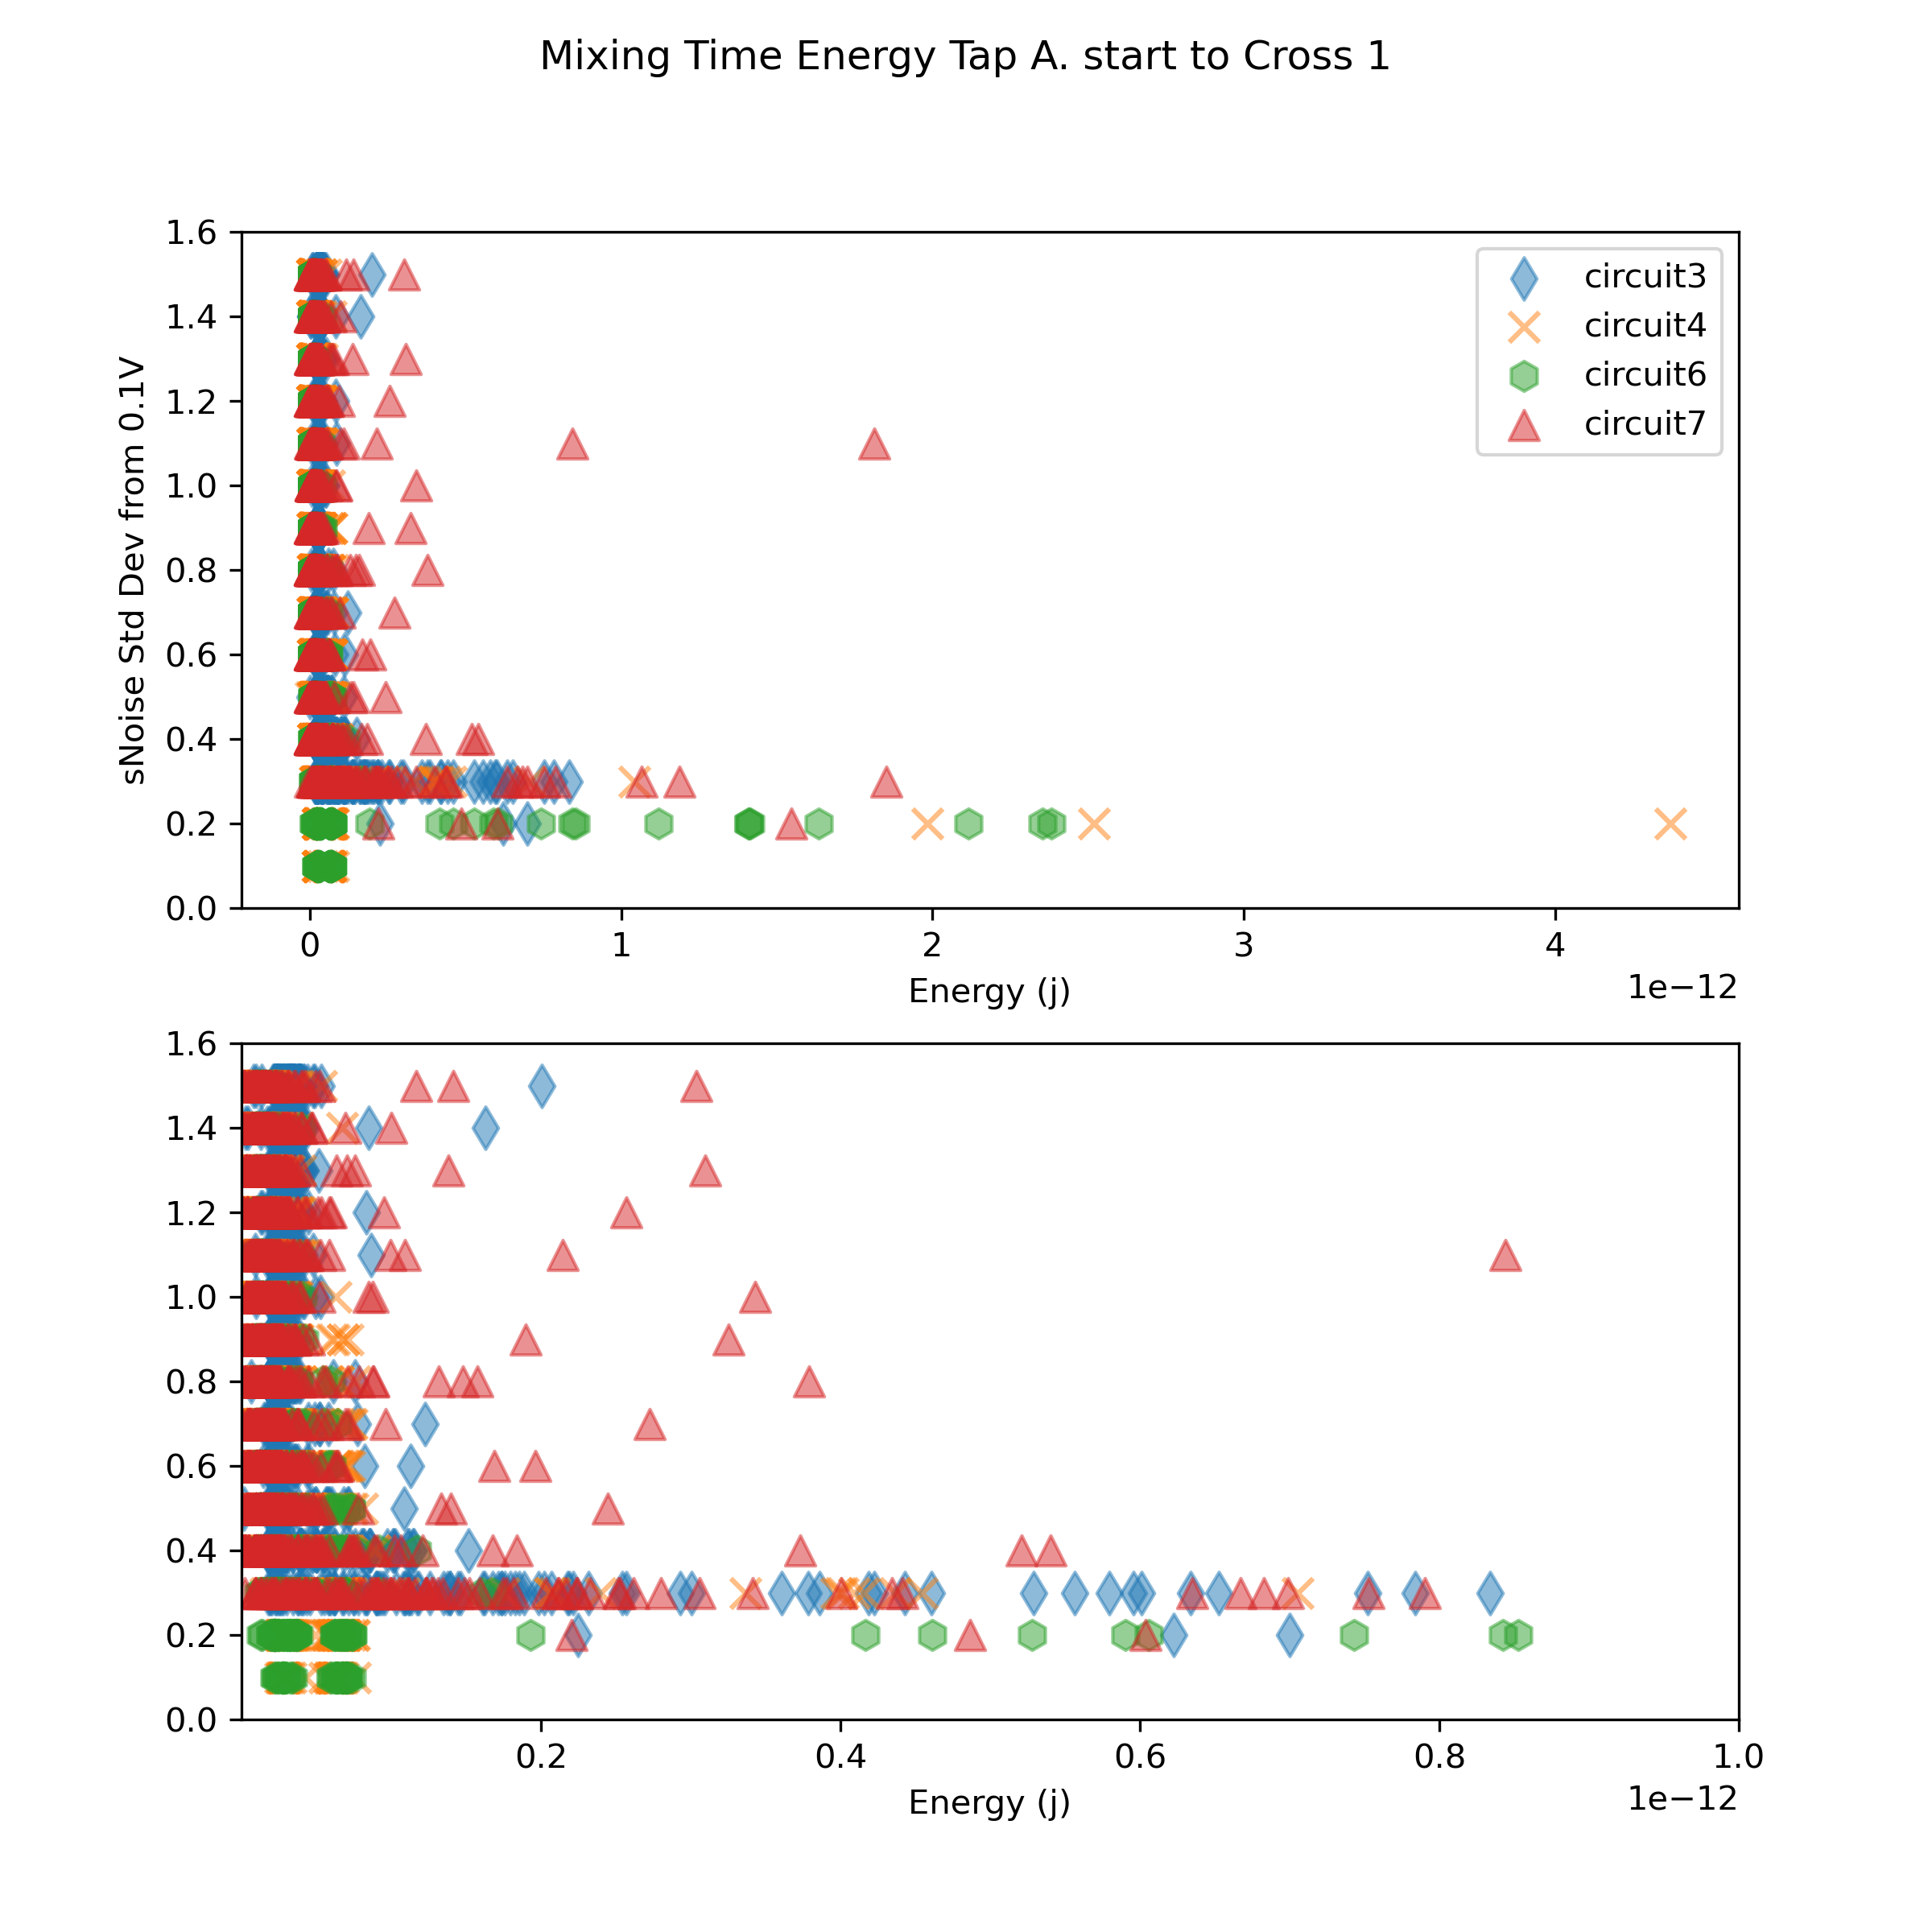 Mixing Time Energy Tap A. start to Cross 1
1.6
1.4
1.2
1.0
0.8
0.6
0.4
0.2
0.0
sNoise Std Dev from 0.1V
circuit3
circuit4
circuit6
circuit7
0 1 2 3 4
1e−12
Energy (j)
1.6
1.4
1.2
1.0
0.8
0.6
0.4
0.2
0.0
0.2 0.4 0.6 0.8 1.0
1e−12
Energy (j)